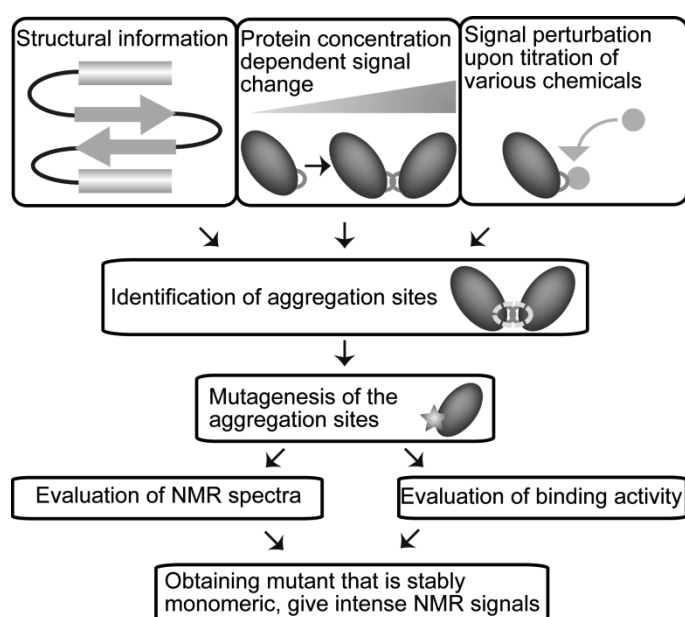 Structural information
Protein concentration
dependent signal
change
Signal perturbation
upon titration of
various chemicals
Identification of aggregation sites
Mutagenesis of the
aggregation sites
Evaluation of NMR spectra
Evaluation of binding activity
Obtaining mutant that is stably
monomeric, give intense NMR signals